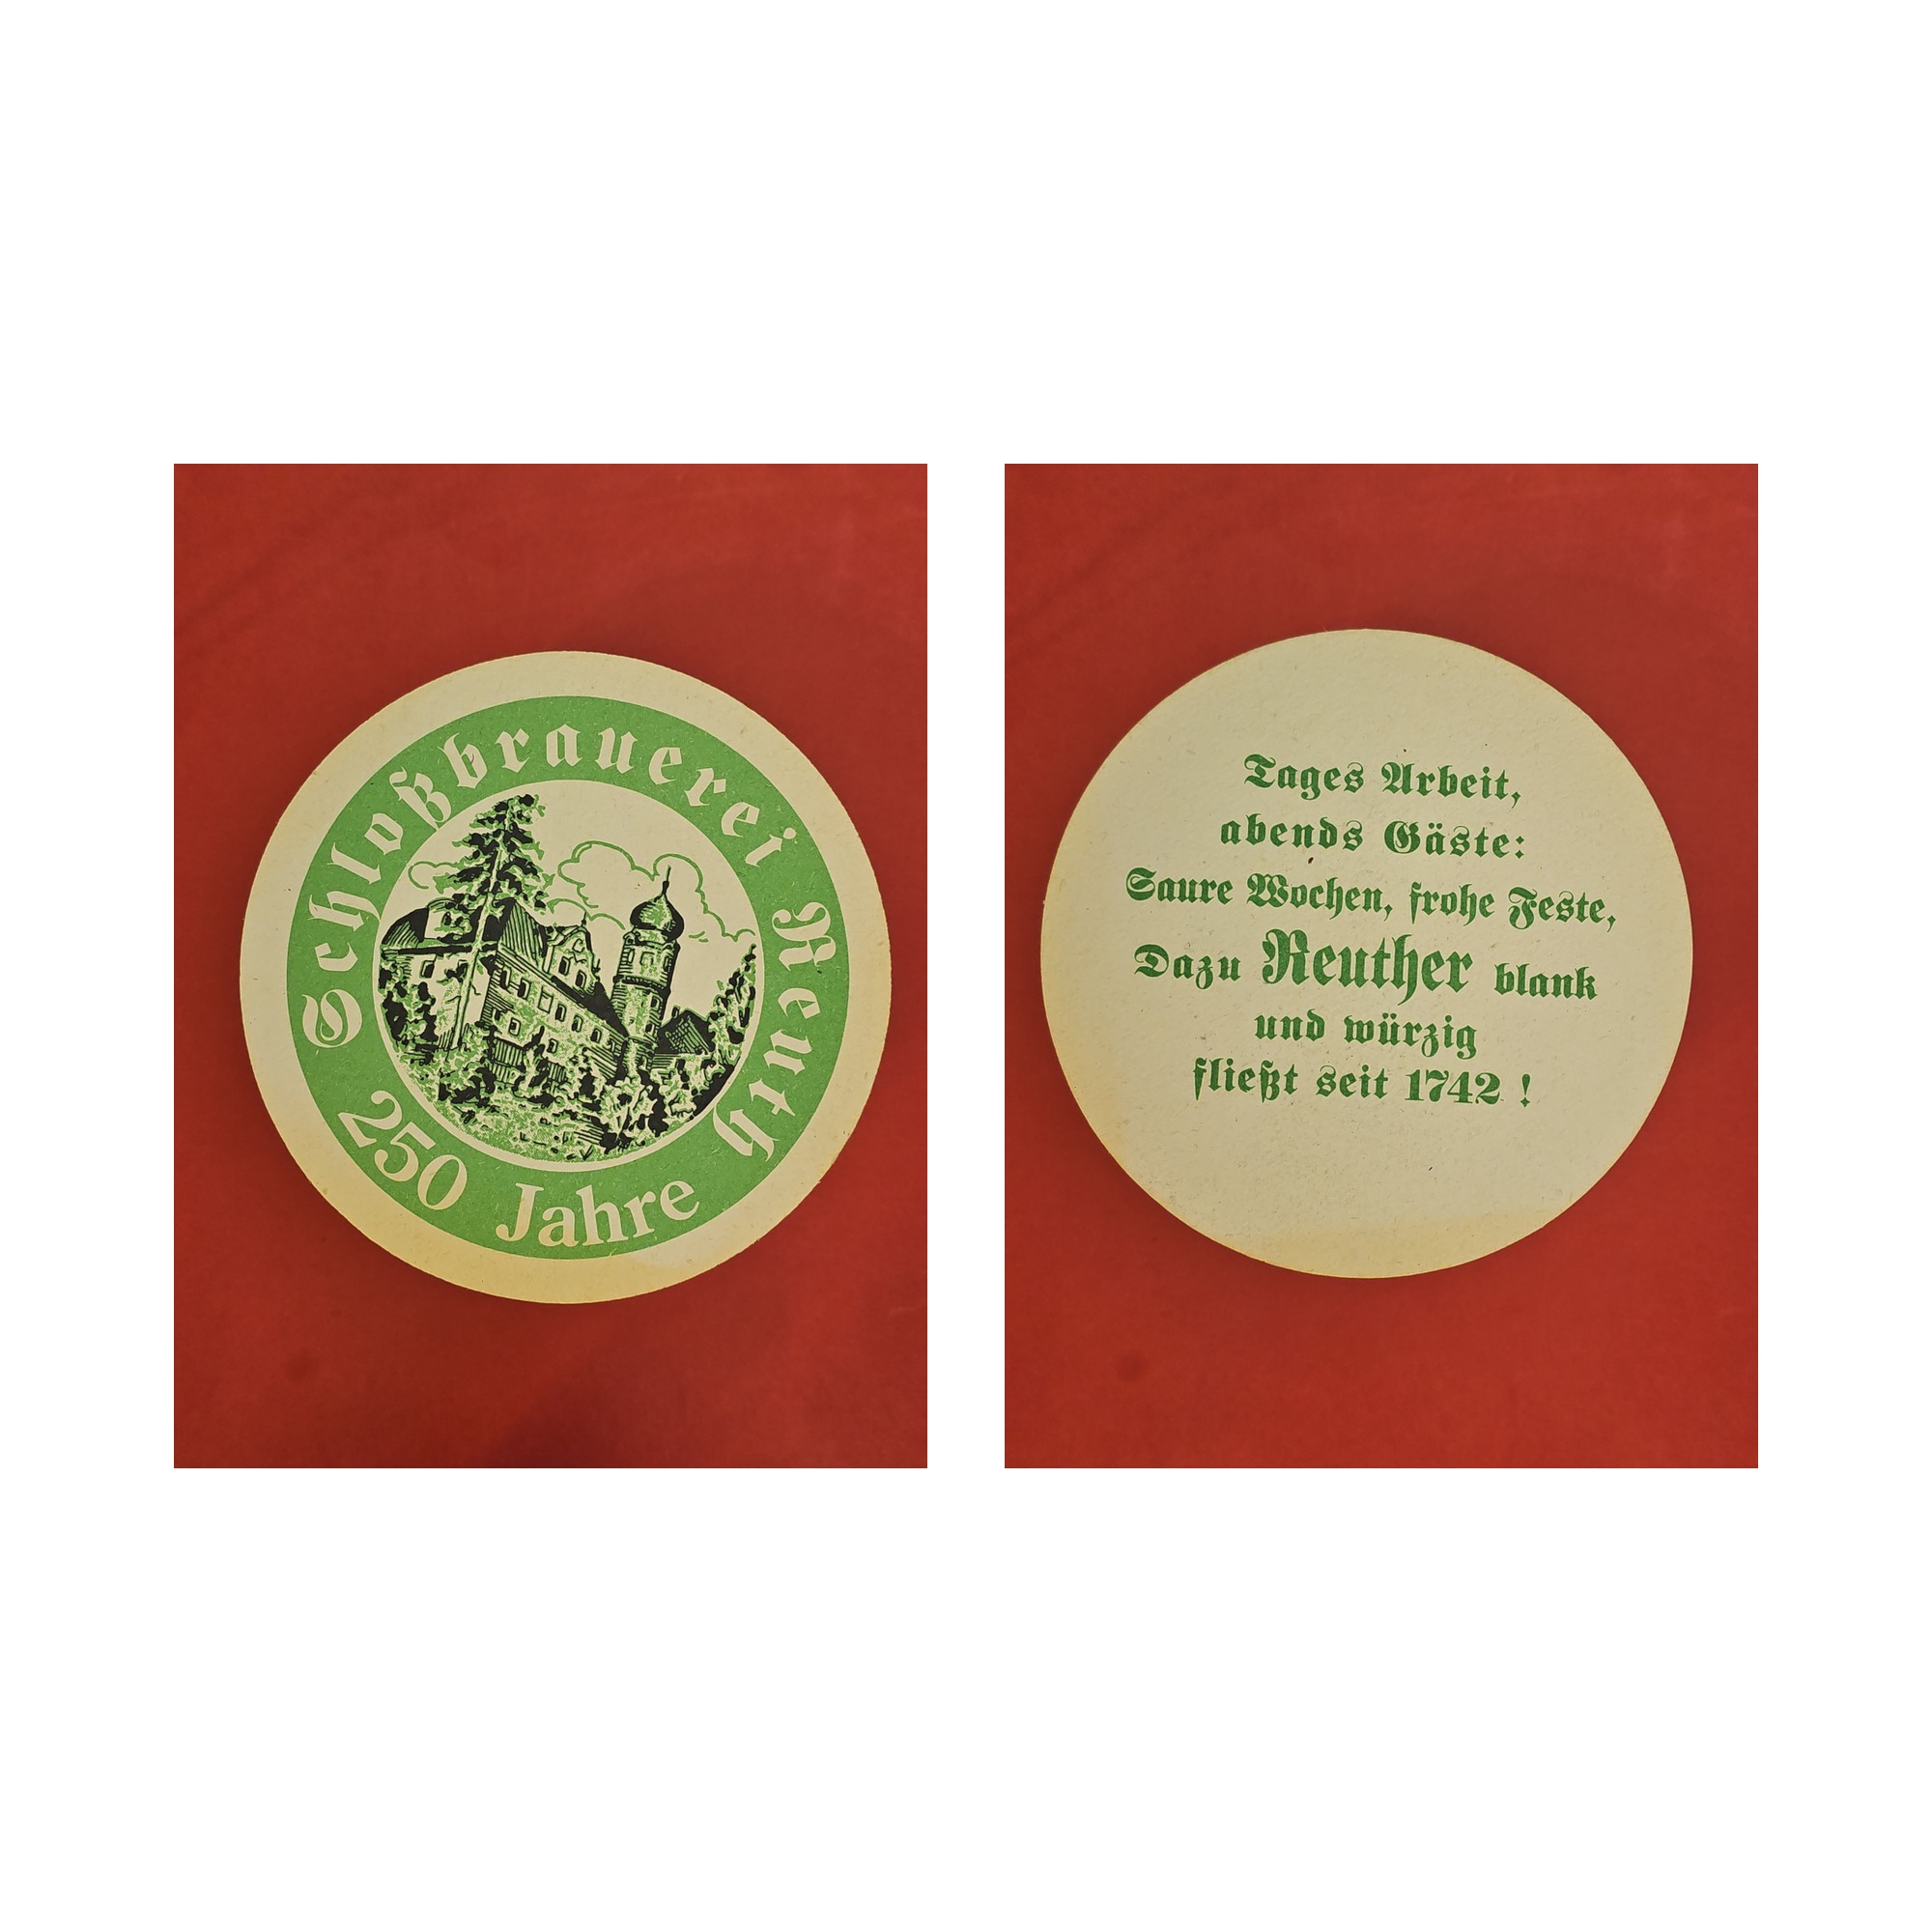 Schloßbrauerei Reuth
250 Jahre
Tages Arbeit,
abends Gäste:
Saure Wochen, frohe Feste,
Dazu Reuther blank
und würzig
fließt seit 1742 !